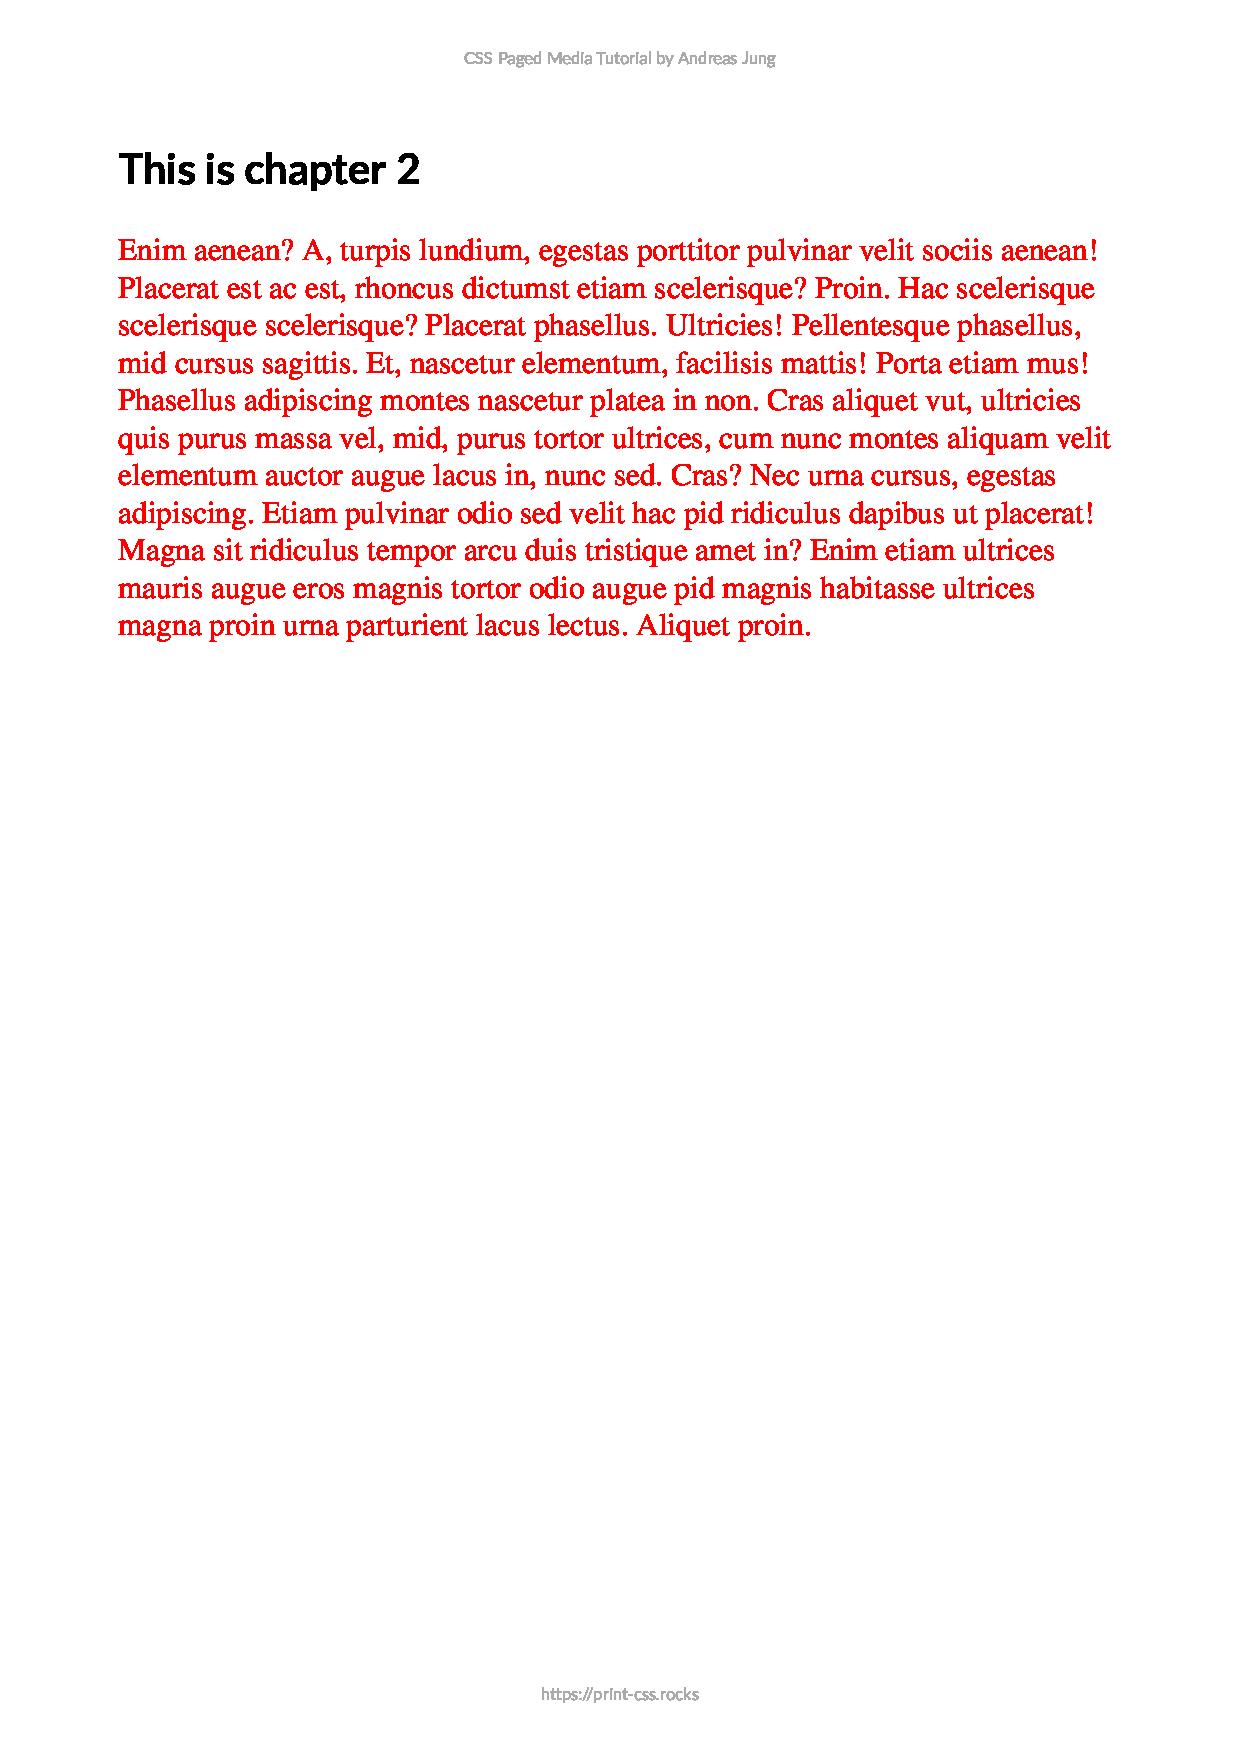 CSS Paged Media Tutorial by Andreas Jung
This is chapter 2
Enim aenean? A, turpis lundium, egestas porttitor pulvinar velit sociis aenean!
Placerat est ac est, rhoncus dictumst etiam scelerisque? Proin. Hac scelerisque
scelerisque scelerisque? Placerat phasellus. Ultricies! Pellentesque phasellus,
mid cursus sagittis. Et, nascetur elementum, facilisis mattis! Porta etiam mus!
Phasellus adipiscing montes nascetur platea in non. Cras aliquet vut, ultricies
quis purus massa vel, mid, purus tortor ultrices, cum nunc montes aliquam velit
elementum auctor augue lacus in, nunc sed. Cras? Nec urna cursus, egestas
adipiscing. Etiam pulvinar odio sed velit hac pid ridiculus dapibus ut placerat!
Magna sit ridiculus tempor arcu duis tristique amet in? Enim etiam ultrices
mauris augue eros magnis tortor odio augue pid magnis habitasse ultrices
magna proin urna parturient lacus lectus. Aliquet proin.
https://print-css.rocks